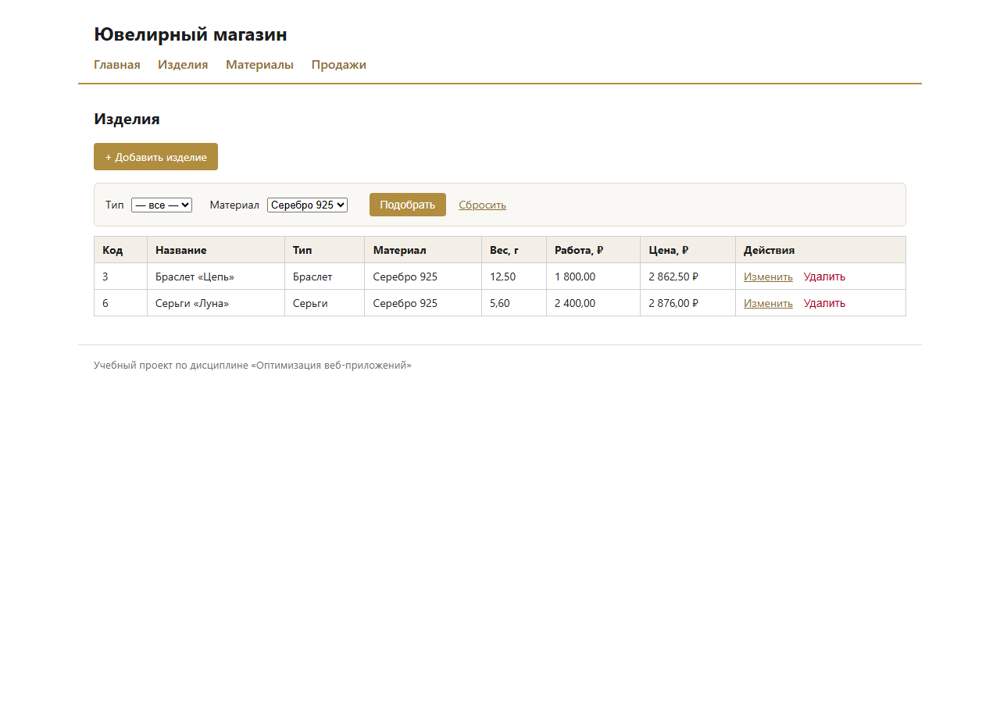 Ювелирный магазин
Главная Изделия Материалы Продажи
Изделия
+ Добавить изделие
Тип — все — Материал Серебро 925 Подобрать Сбросить
Код Название Тип Материал Вес, г Работа, ₽ Цена, ₽ Действия
3 Браслет «Цепь» Браслет Серебро 925 12,50 1 800,00 2 862,50 ₽ Изменить Удалить
6 Серьги «Луна» Серьги Серебро 925 5,60 2 400,00 2 876,00 ₽ Изменить Удалить
Учебный проект по дисциплине «Оптимизация веб-приложений»